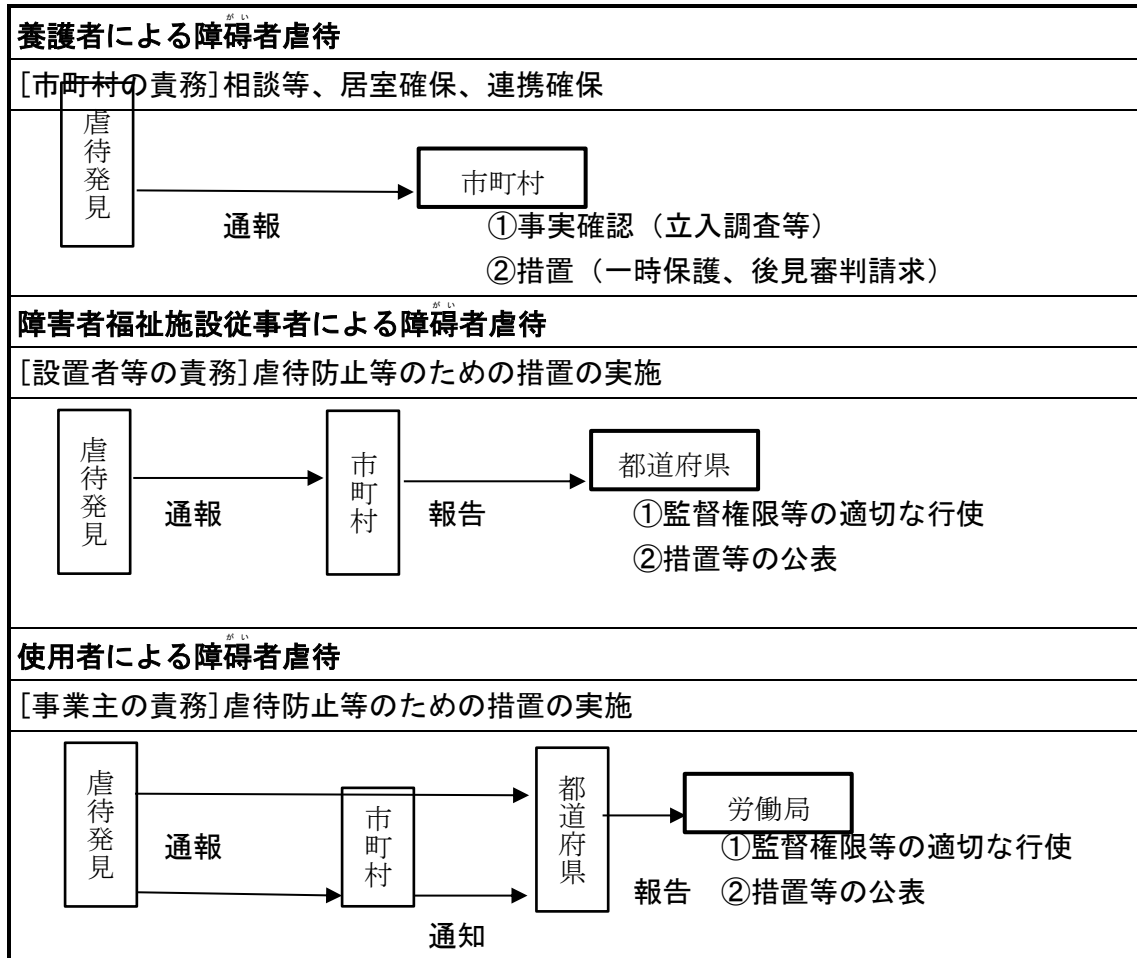 養護者による障碍者虐待
がい
[市町村の責務]相談等、居室確保、連携確保
虐待発見
通報
市町村
①事実確認（立入調査等）
②措置（一時保護、後見審判請求）
障害者福祉施設従事者による障碍者虐待
がい
[設置者等の責務]虐待防止等のための措置の実施
虐待発見
通報
市町村
報告
都道府県
①監督権限等の適切な行使
②措置等の公表
使用者による障碍者虐待
がい
[事業主の責務]虐待防止等のための措置の実施
虐待発見
通報
市町村
通知
都道府県
報告
労働局
①監督権限等の適切な行使
②措置等の公表